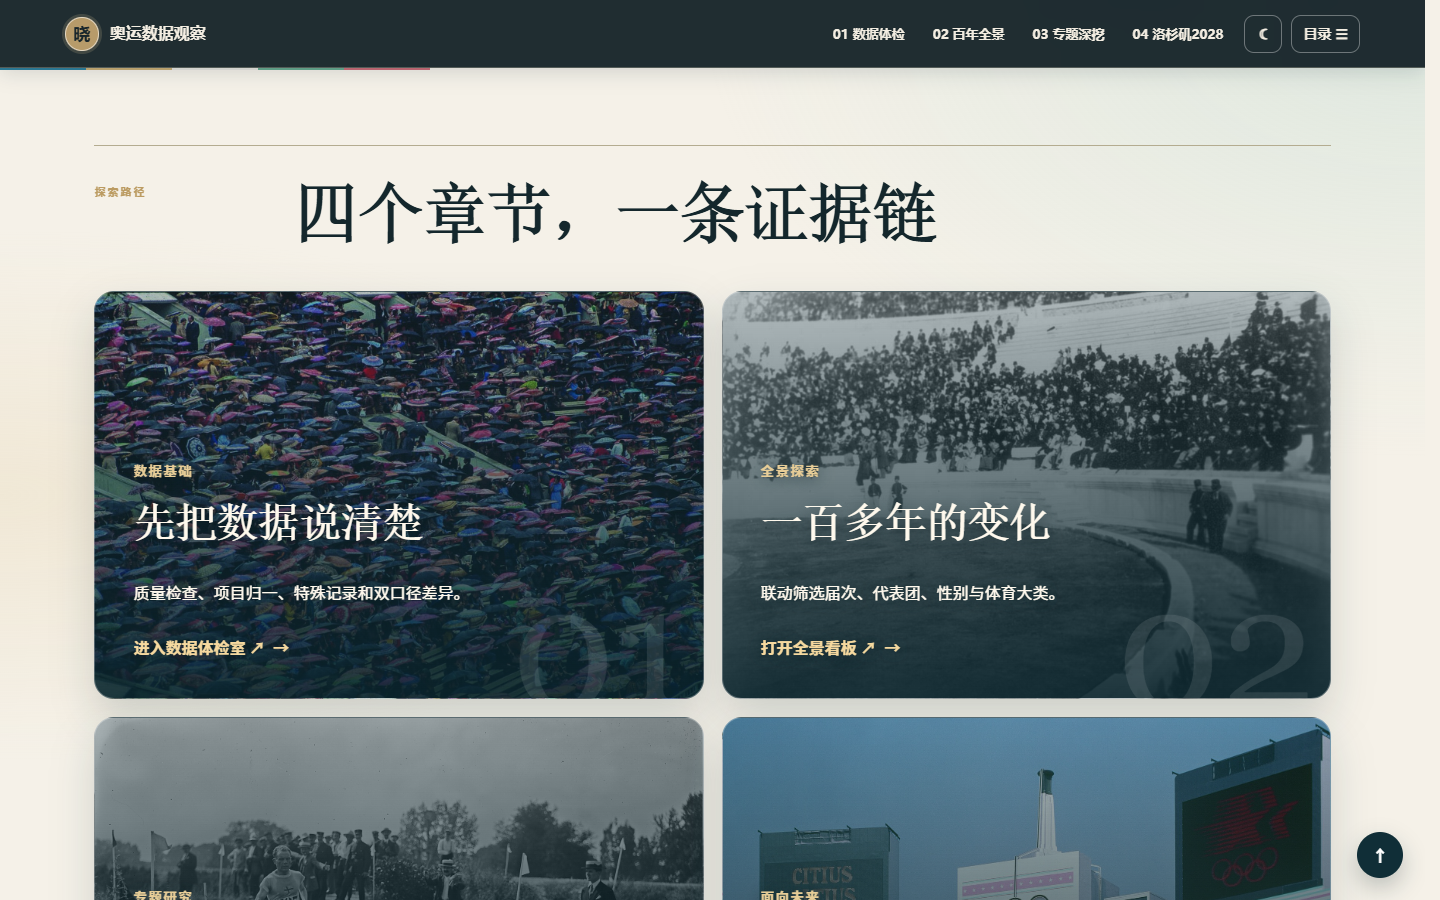 晓 奥运数据观察 01 数据体检 02 百年全景 03 专题深挖 04 洛杉矶2028 目录 ☰
探索路径
四个章节，一条证据链
数据基础
先把数据说清楚
质量检查、项目归一、特殊记录和双口径差异。
进入数据体检室 ↗ →
01
全景探索
一百多年的变化
联动筛选届次、代表团、性别与体育大类。
打开全景看板 ↗ →
02
专题研究
CITIUS
面向未来
↑